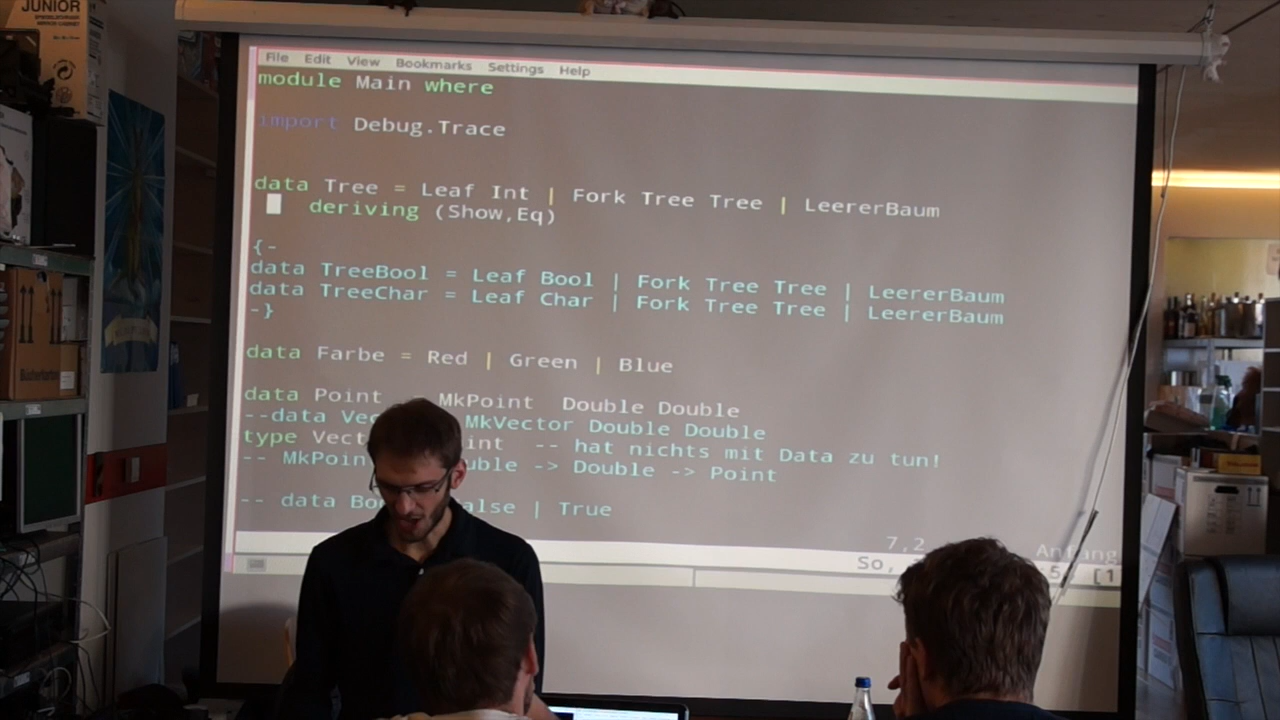 JUNIOR
File Edit View Bookmarks Settings Help
module Main where
import Debug.Trace
data Tree = Leaf Int | Fork Tree Tree | LeererBaum
deriving (Show,Eq)
{-
data TreeBool = Leaf Bool | Fork Tree Tree | LeererBaum
data TreeChar = Leaf Char | Fork Tree Tree | LeererBaum
-}
data Farbe = Red | Green | Blue
data Point MkPoint Double Double
--data Vec MkVector Double Double
type Vect int -- hat nichts mit Data zu tun!
-- MkPoin uble -> Double -> Point
-- data Bo alse | True
7,2 Anfang
So, 5 [1